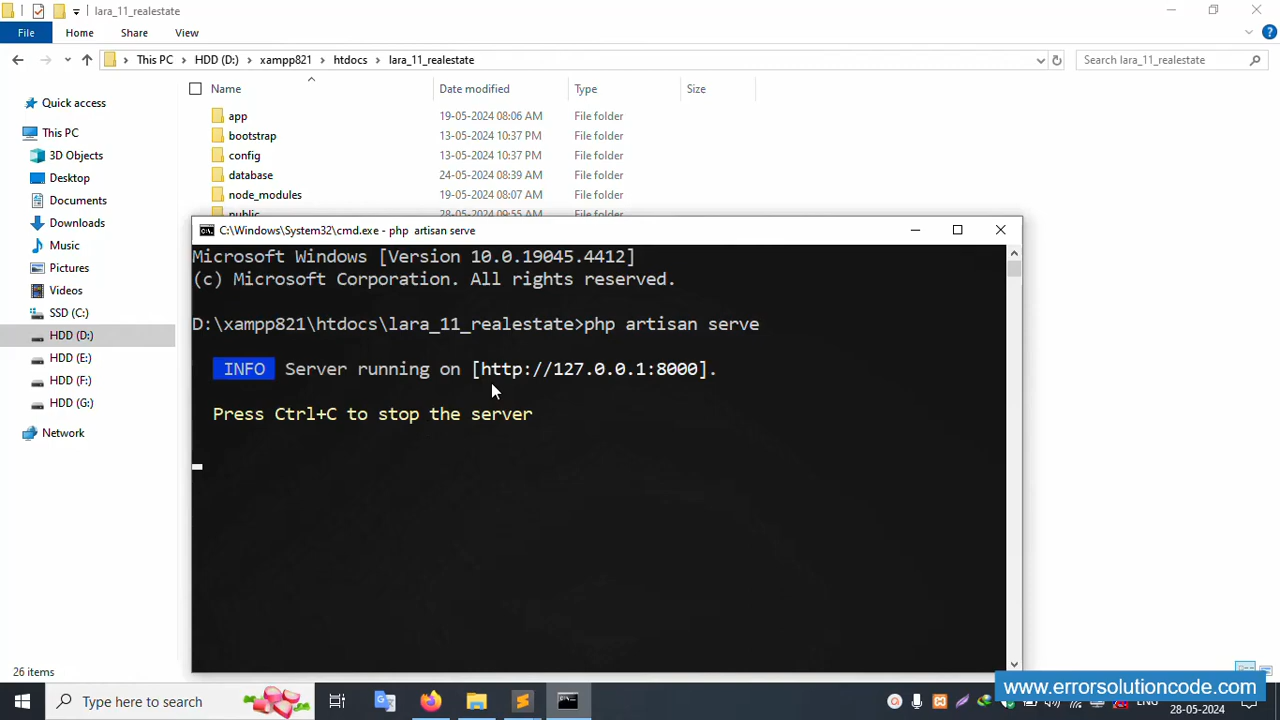 lara_11_realestate
File
Home
Share
View
This PC
HDD (D:)
xampp821
htdocs
lara_11_realestate
Search lara_11_realestate
Name
Date modified
Type
Size
Quick access
This PC
3D Objects
Desktop
Documents
Downloads
Music
Pictures
Videos
SSD (C:)
HDD (D:)
HDD (E:)
HDD (F:)
HDD (G:)
Network
app 19-05-2024 08:06 AM File folder
bootstrap 13-05-2024 10:37 PM File folder
config 13-05-2024 10:37 PM File folder
database 24-05-2024 08:39 AM File folder
node_modules 19-05-2024 08:07 AM File folder
public 28-05-2024 09:55 AM File folder
C:\Windows\System32\cmd.exe - php artisan serve
Microsoft Windows [Version 10.0.19045.4412]
(c) Microsoft Corporation. All rights reserved.
D:\xampp821\htdocs\lara_11_realestate>php artisan serve
INFO Server running on [http://127.0.0.1:8000].
Press Ctrl+C to stop the server
26 items
Type here to search
www.errorsolutioncode.com
ENG
28-05-2024